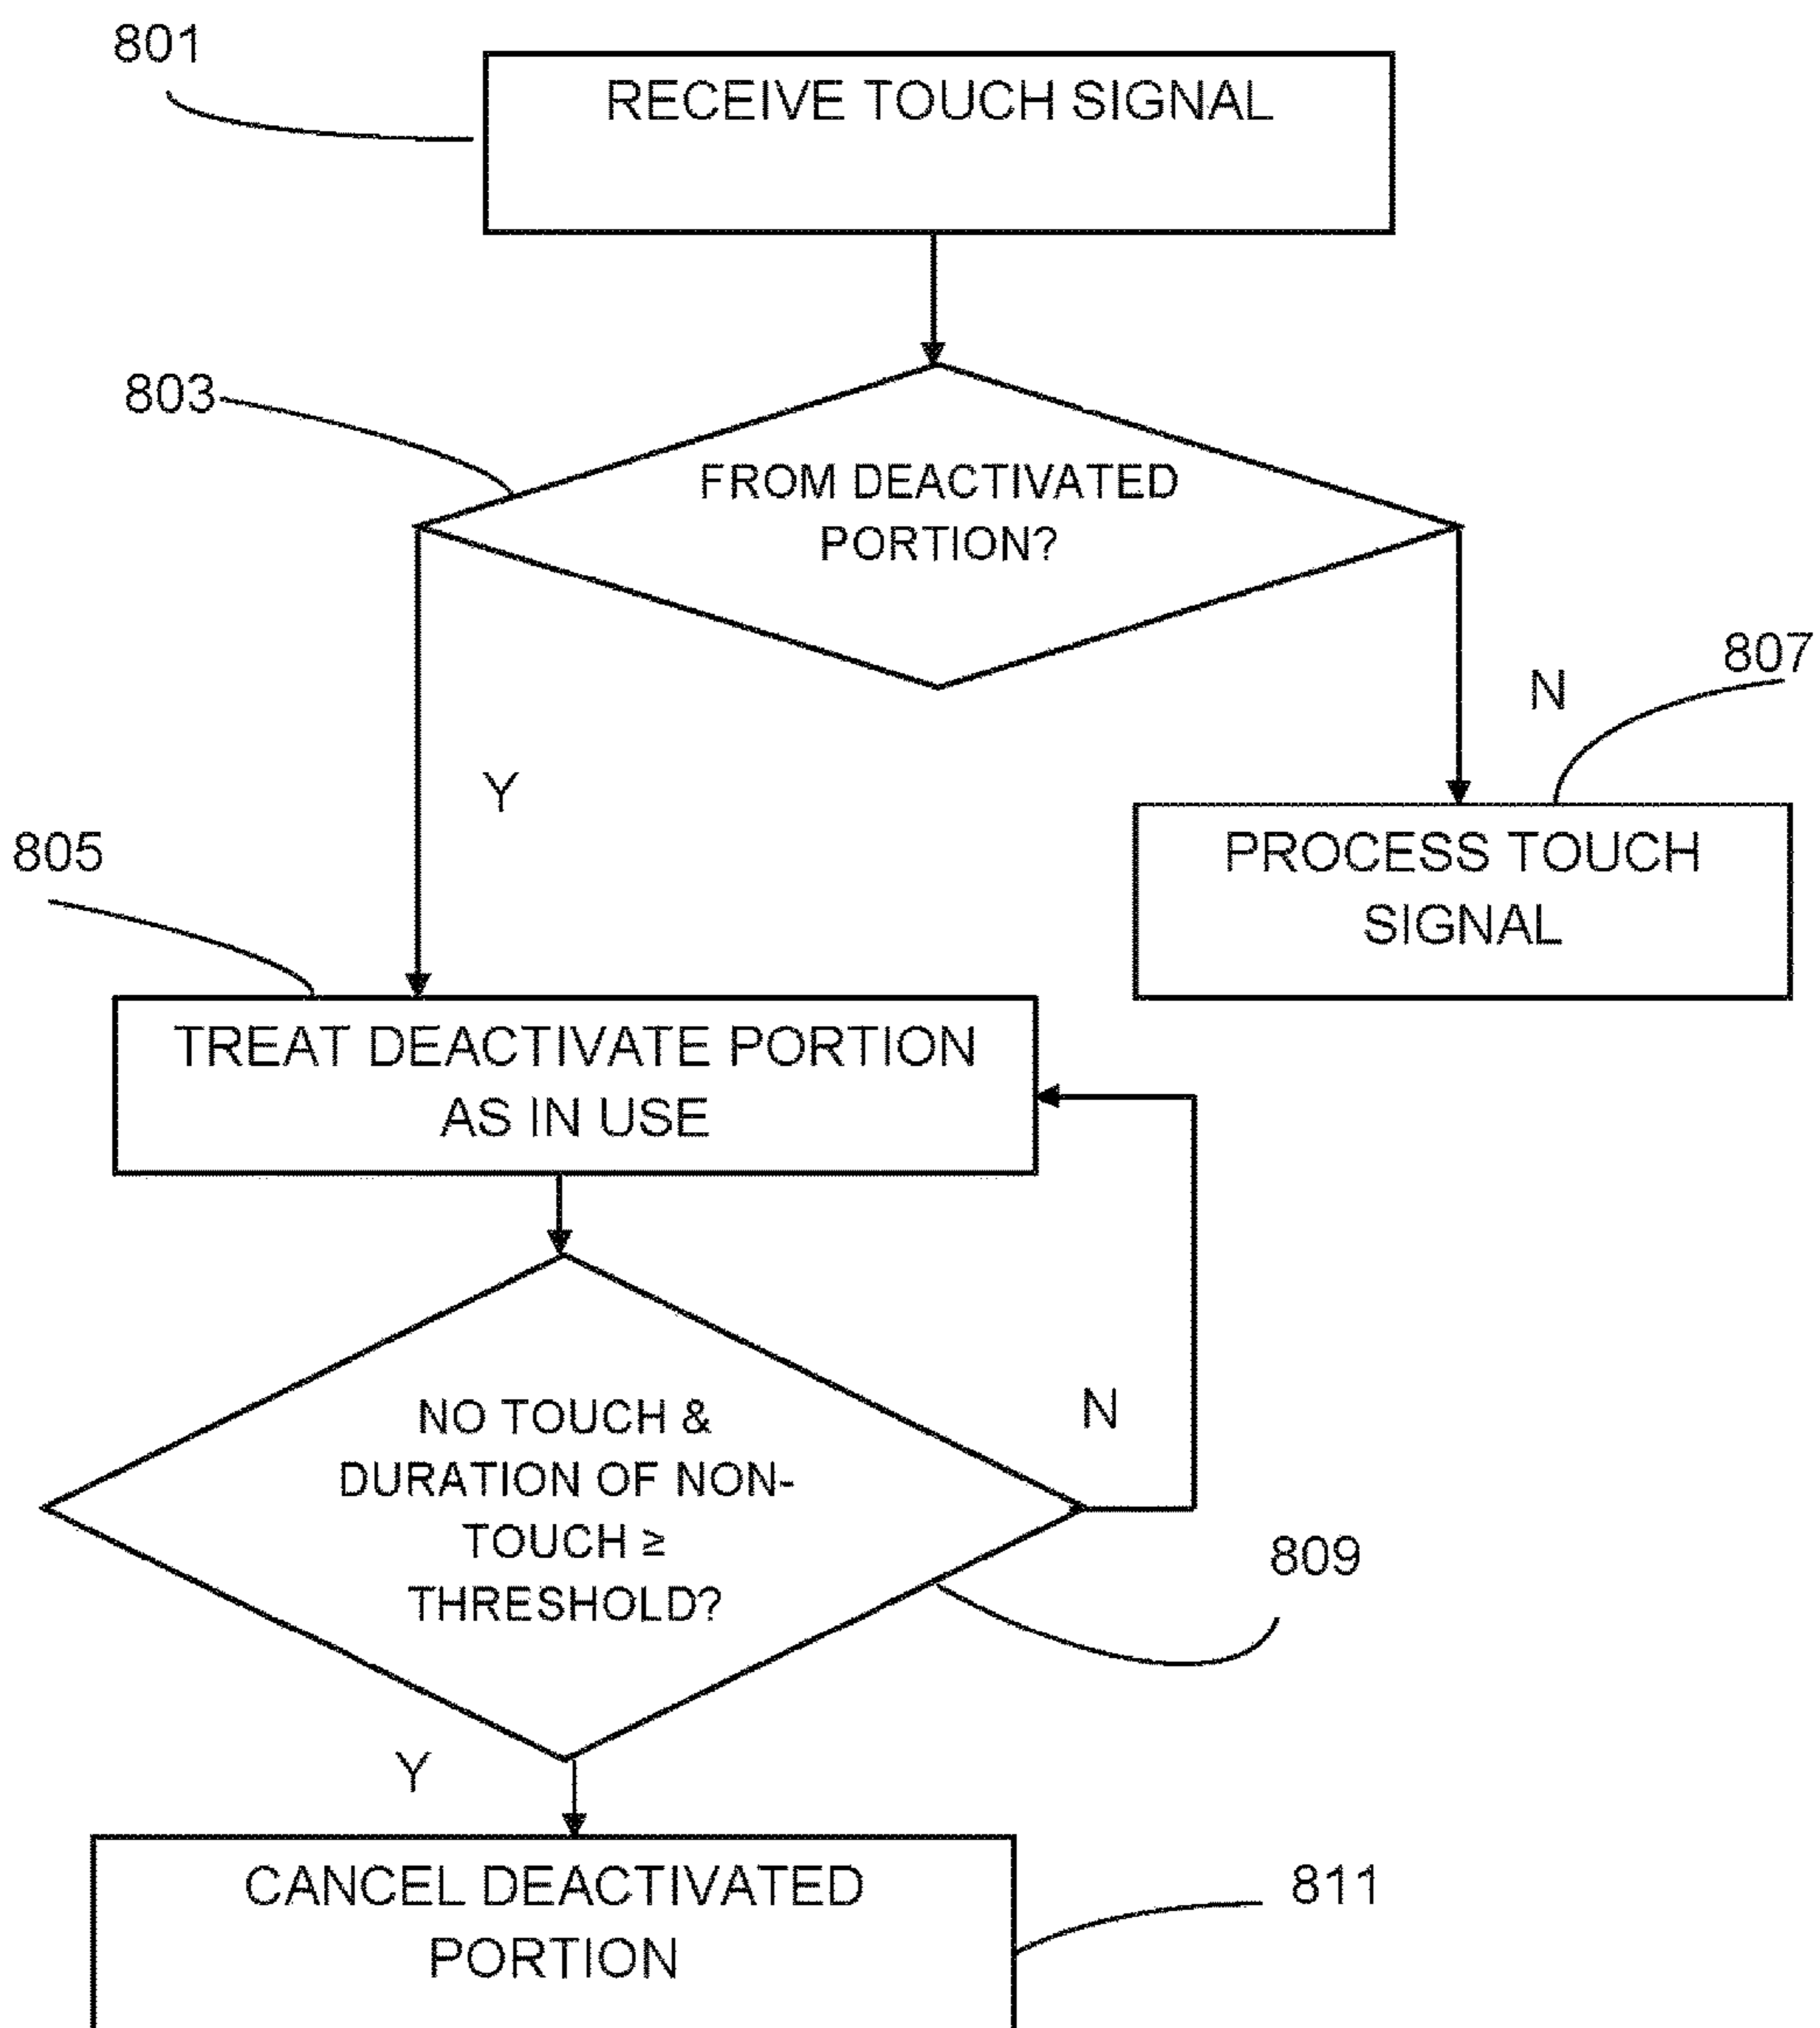 801
RECEIVE TOUCH SIGNAL
803
FROM DEACTIVATED
PORTION?
807
N
Y
PROCESS TOUCH
SIGNAL
805
TREAT DEACTIVATE PORTION
AS IN USE
N
NO TOUCH &
DURATION OF NON-
TOUCH ≥
THRESHOLD?
809
Y
CANCEL DEACTIVATED
PORTION
811